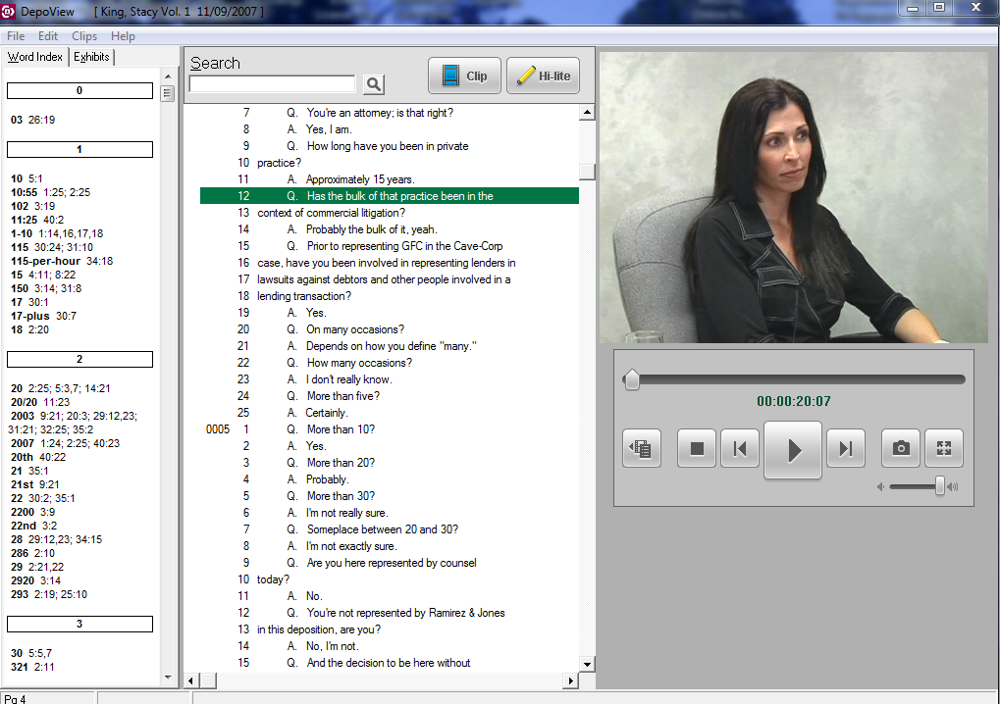 DepoView [ King, Stacy Vol. 1 11/09/2007 ]
File Edit Clips Help
Word Index Exhibits
0
03 26:19
1
10 5:1
10:55 1:25; 2:25
102 3:19
11:25 40:2
1-10 1:14,16,17,18
115 30:24; 31:10
115-per-hour 34:18
15 4:11; 8:22
150 3:14; 31:8
17 30:1
17-plus 30:7
18 2:20
2
20 2:25; 5:3,7; 14:21
20/20 11:23
2003 9:21; 20:3; 29:12,23;
31:21; 32:25; 35:2
2007 1:24; 2:25; 40:23
20th 40:22
21 35:1
21st 9:21
22 30:2; 35:1
2200 3:9
22nd 3:2
28 29:12,23; 34:15
286 2:10
29 2:21,22
2920 3:14
293 2:19; 25:10
3
30 5:5,7
321 2:11
Pg 4
Search
Clip
Hi-lite
7 Q. You're an attorney; is that right?
8 A. Yes, I am.
9 Q. How long have you been in private
10 practice?
11 A. Approximately 15 years.
12 Q. Has the bulk of that practice been in the
13 context of commercial litigation?
14 A. Probably the bulk of it, yeah.
15 Q. Prior to representing GFC in the Cave-Corp
16 case, have you been involved in representing lenders in
17 lawsuits against debtors and other people involved in a
18 lending transaction?
19 A. Yes.
20 Q. On many occasions?
21 A. Depends on how you define "many."
22 Q. How many occasions?
23 A. I don't really know.
24 Q. More than five?
25 A. Certainly.
0005 1 Q. More than 10?
2 A. Yes.
3 Q. More than 20?
4 A. Probably.
5 Q. More than 30?
6 A. I'm not really sure.
7 Q. Someplace between 20 and 30?
8 A. I'm not exactly sure.
9 Q. Are you here represented by counsel
10 today?
11 A. No.
12 Q. You're not represented by Ramirez & Jones
13 in this deposition, are you?
14 A. No, I'm not.
15 Q. And the decision to be here without
00:00:20:07